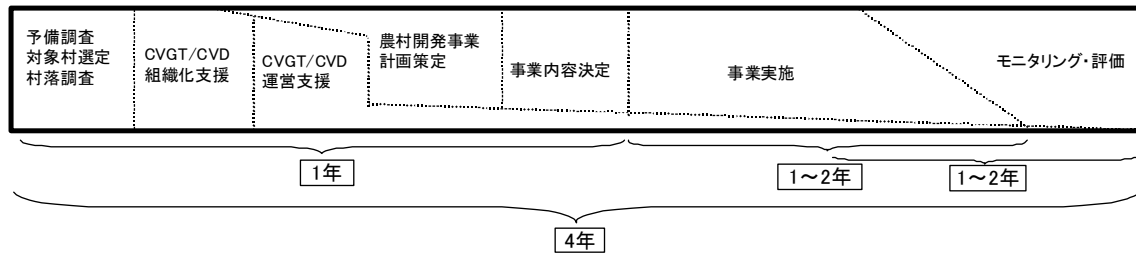 予備調査
対象村選定
村落調査
CVGT/CVD
組織化支援
CVGT/CVD
運営支援
農村開発事業
計画策定
事業内容決定
事業実施
モニタリング・評価
1年
1～2年
1～2年
4年